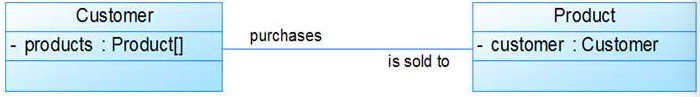 Customer
- products : Product[]
purchases
is sold to
Product
- customer : Customer